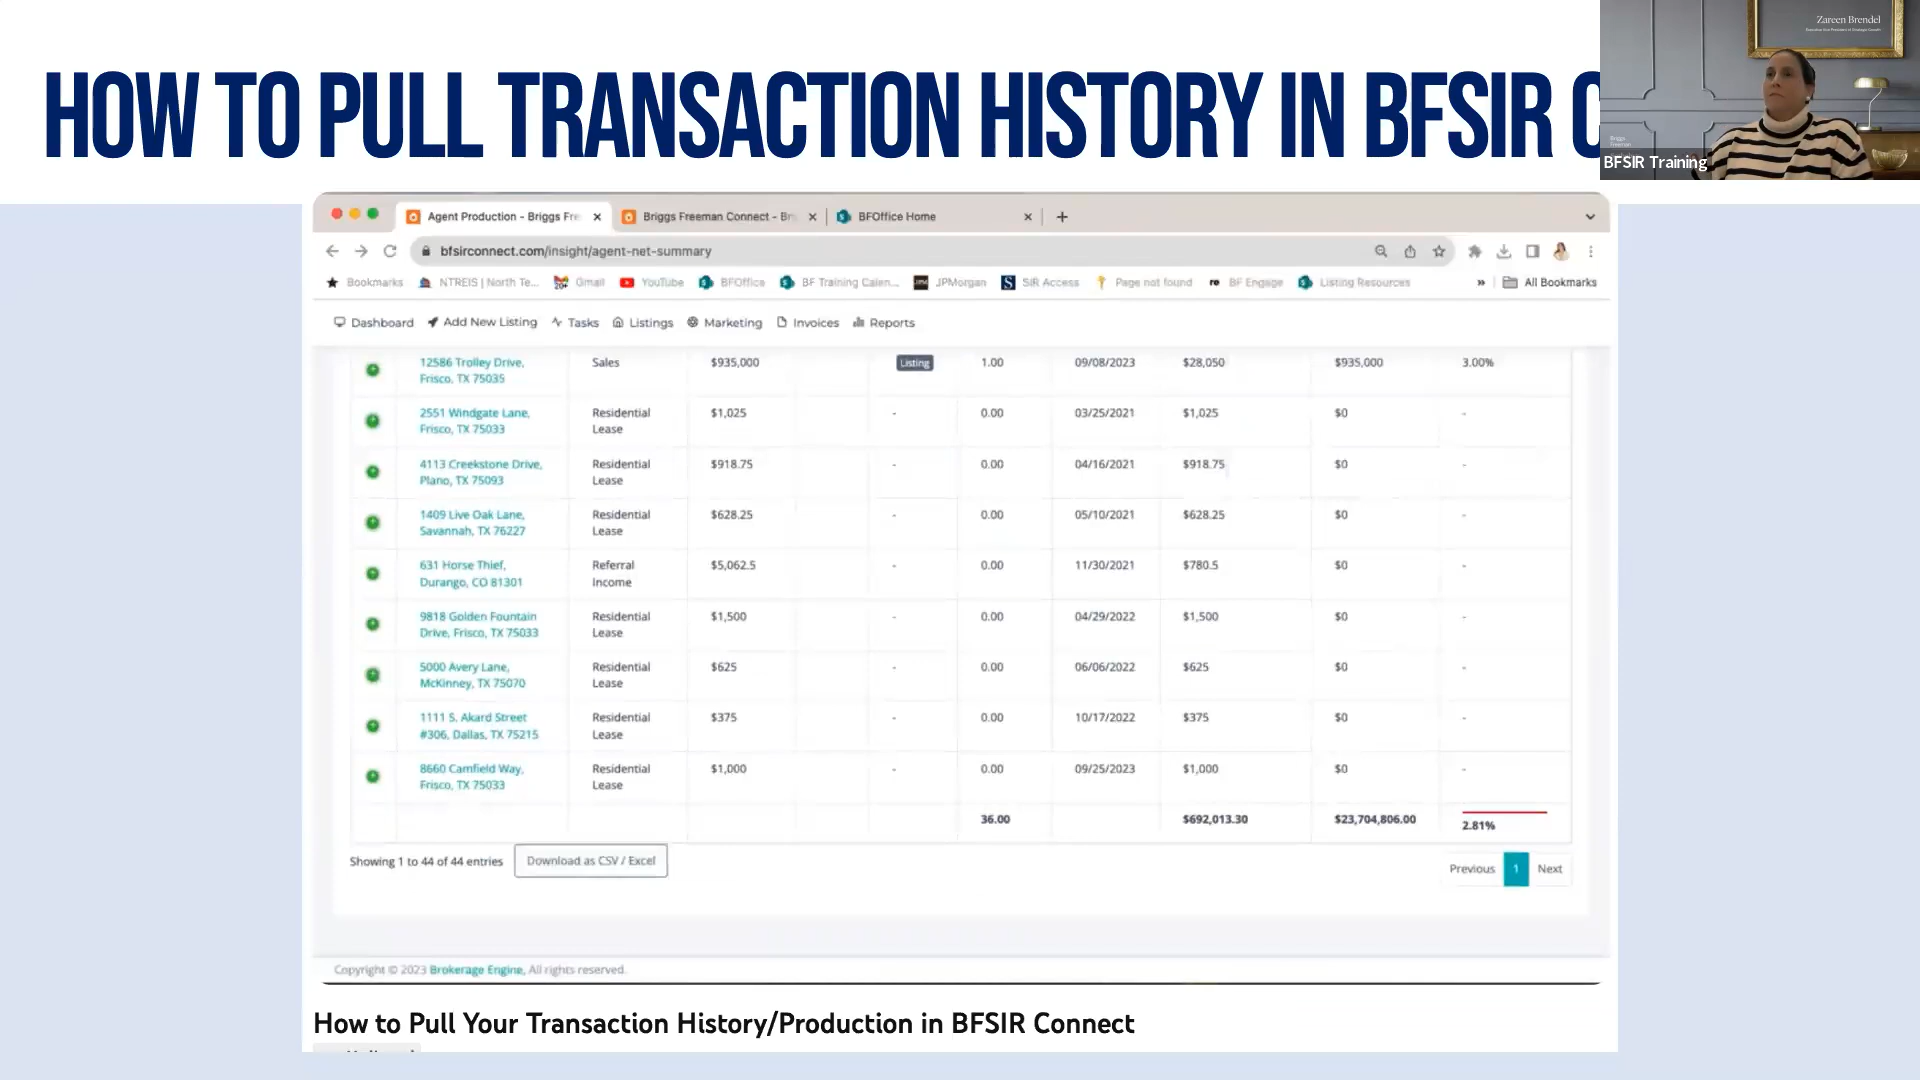 HOW TO PULL TRANSACTION HISTORY IN BFSIR C
Zareen Brendel
Executive Vice President of Strategic Growth
Briggs
Freeman
BFSIR Training
Agent Production - Briggs Fre
Briggs Freeman Connect - Bri
BFOffice Home
bfsirconnect.com/insight/agent-net-summary
Bookmarks NTREIS | North Te... Gmail YouTube BFOffice BF Training Calen... JPMorgan SIR Access Page not found BF Engage Listing Resources » All Bookmarks
Dashboard Add New Listing Tasks Listings Marketing Invoices Reports
12586 Trolley Drive, Sales $935,000 Listing 1.00 09/08/2023 $28,050 $935,000 3.00%
Frisco, TX 75035
2551 Windgate Lane, Residential $1,025 - 0.00 03/25/2021 $1,025 $0 -
Frisco, TX 75033 Lease
4113 Creekstone Drive, Residential $918.75 - 0.00 04/16/2021 $918.75 $0 -
Plano, TX 75093 Lease
1409 Live Oak Lane, Residential $628.25 - 0.00 05/10/2021 $628.25 $0 -
Savannah, TX 76227 Lease
631 Horse Thief, Referral $5,062.5 - 0.00 11/30/2021 $780.5 $0 -
Durango, CO 81301 Income
9818 Golden Fountain Residential $1,500 - 0.00 04/29/2022 $1,500 $0 -
Drive, Frisco, TX 75033 Lease
5000 Avery Lane, Residential $625 - 0.00 06/06/2022 $625 $0 -
McKinney, TX 75070 Lease
1111 S. Akard Street Residential $375 - 0.00 10/17/2022 $375 $0 -
#306, Dallas, TX 75215 Lease
8660 Camfield Way, Residential $1,000 - 0.00 09/25/2023 $1,000 $0 -
Frisco, TX 75033 Lease
36.00 $692,013.30 $23,704,806.00 2.81%
Showing 1 to 44 of 44 entries Download as CSV / Excel Previous 1 Next
Copyright © 2023 Brokerage Engine, All rights reserved.
How to Pull Your Transaction History/Production in BFSIR Connect